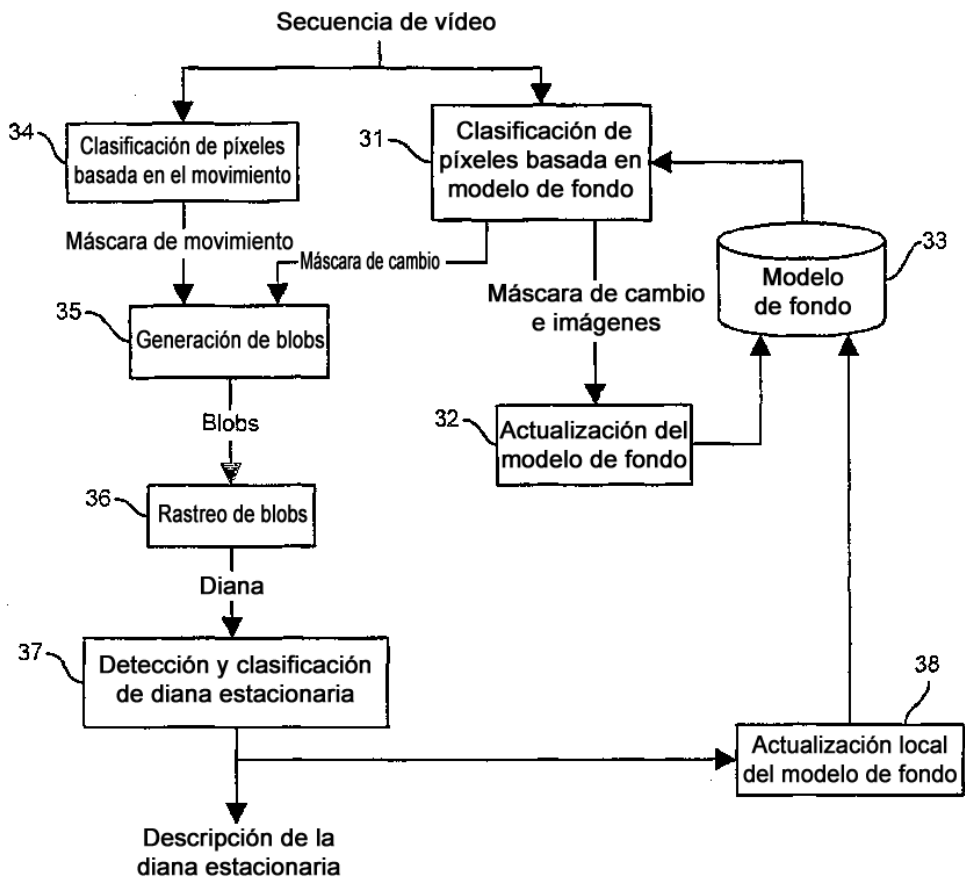 Secuencia de vídeo
34
Clasificación de píxeles
basada en el movimiento
31
Clasificación de
píxeles basada en
modelo de fondo
33
Modelo
de fondo
Máscara de movimiento
Máscara de cambio
Máscara de cambio
e imágenes
35
Generación de blobs
32
Actualización del
modelo de fondo
Blobs
36
Rastreo de blobs
Diana
37
Detección y clasificación
de diana estacionaria
38
Actualización local
del modelo de fondo
Descripción de la
diana estacionaria